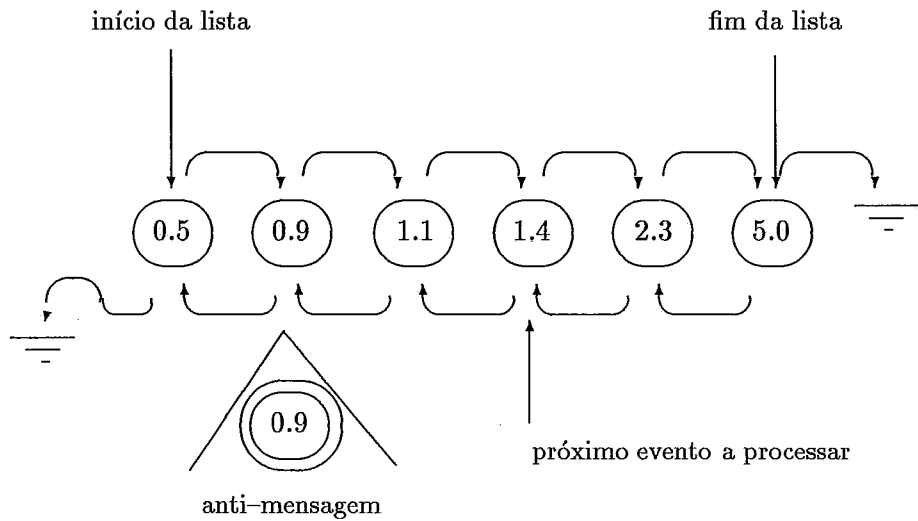 início da lista
fim da lista
0.5 0.9 1.1 1.4 2.3 5.0
0.9
próximo evento a processar
anti–mensagem